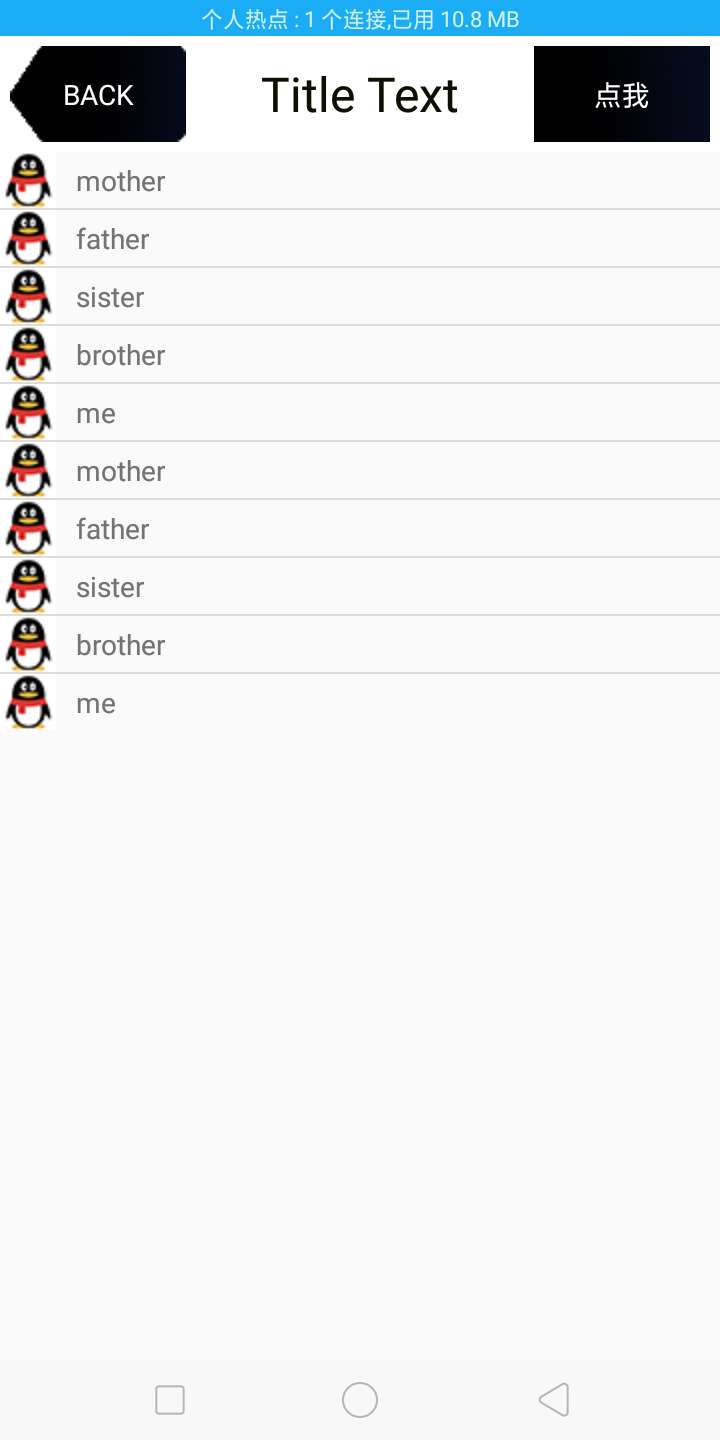 个人热点 : 1 个连接,已用 10.8 MB
BACK
Title Text
点我
mother
father
sister
brother
me
mother
father
sister
brother
me